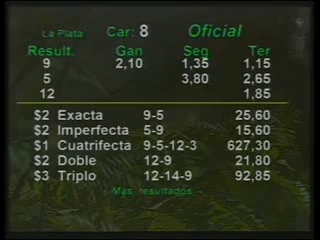 La Plata Car: 8 Oficial
Result. Gan Seg Ter
9 2,10 1,35 1,15
5 3,80 2,65
12 1,85
$2 Exacta 9-5 25,60
$2 Imperfecta 5-9 15,60
$1 Cuatrifecta 9-5-12-3 627,30
$2 Doble 12-9 21,80
$3 Triplo 12-14-9 92,85
Mas resultados